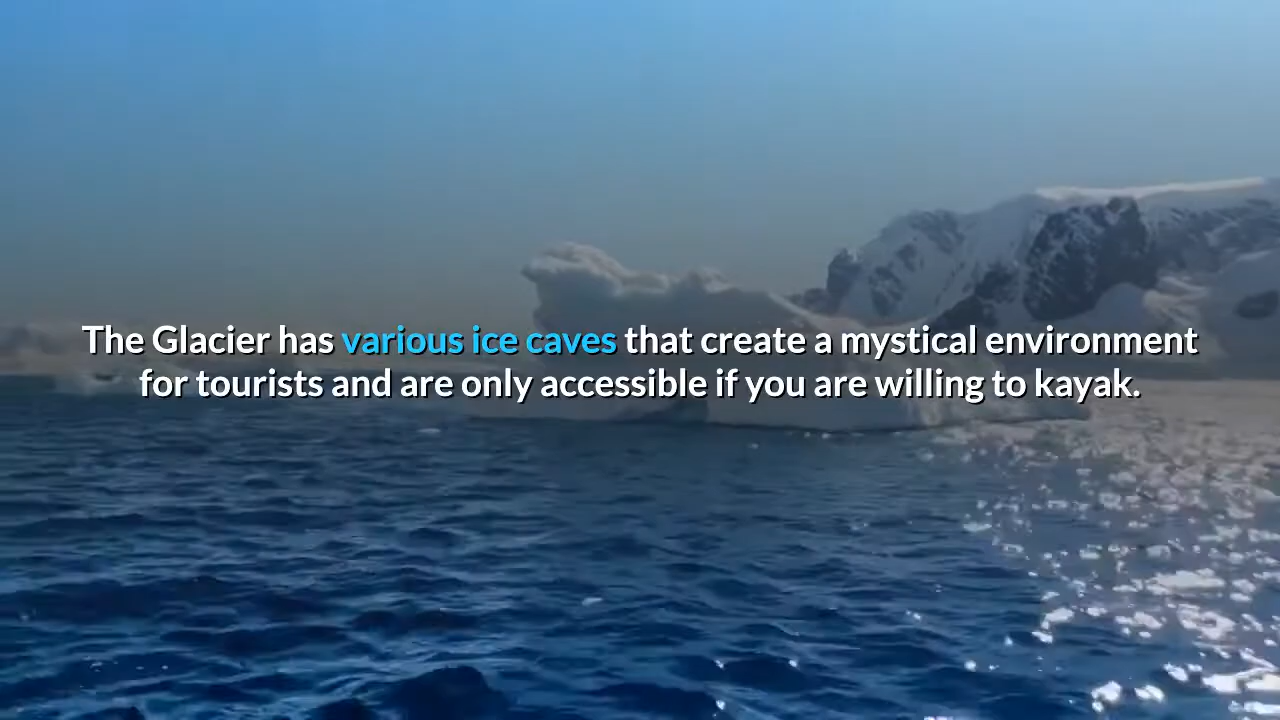 The Glacier has various ice caves that create a mystical environment
for tourists and are only accessible if you are willing to kayak.